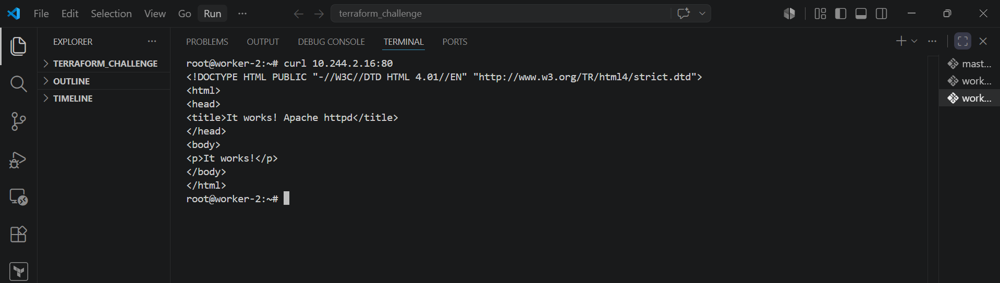 File Edit Selection View Go Run ···
terraform_challenge
EXPLORER ···
TERRAFORM_CHALLENGE
OUTLINE
TIMELINE
PROBLEMS OUTPUT DEBUG CONSOLE TERMINAL PORTS
root@worker-2:~# curl 10.244.2.16:80
<!DOCTYPE HTML PUBLIC "-//W3C//DTD HTML 4.01//EN" "http://www.w3.org/TR/html4/strict.dtd">
<html>
<head>
<title>It works! Apache httpd</title>
</head>
<body>
<p>It works!</p>
</body>
</html>
root@worker-2:~#
mast...
work...
work...